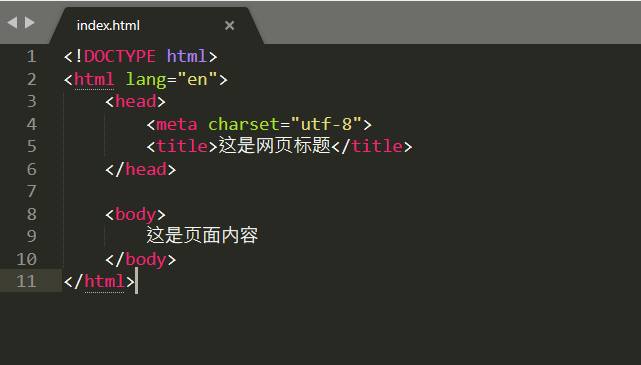 index.html ×
1 <!DOCTYPE html>
2 <html lang="en">
3     <head>
4         <meta charset="utf-8">
5         <title>这是网页标题</title>
6     </head>
7
8     <body>
9         这是页面内容
10     </body>
11 </html>